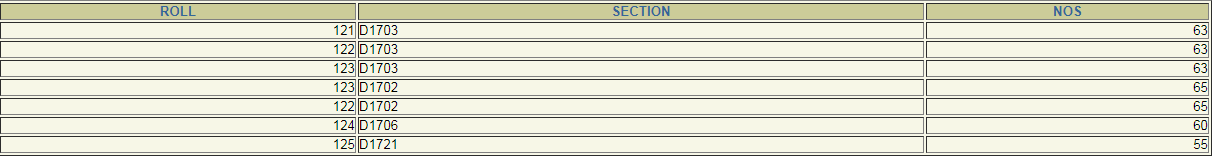 ROLL SECTION NOS
121 D1703 63
122 D1703 63
123 D1703 63
123 D1702 65
122 D1702 65
124 D1706 60
125 D1721 55